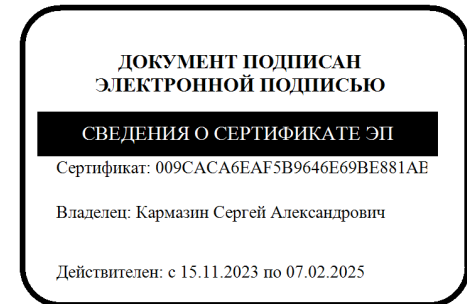 ДОКУМЕНТ ПОДПИСАН
ЭЛЕКТРОННОЙ ПОДПИСЬЮ
СВЕДЕНИЯ О СЕРТИФИКАТЕ ЭП
Сертификат: 009CACA6EAF5B9646E69BE881AE
Владелец: Кармазин Сергей Александрович
Действителен: с 15.11.2023 по 07.02.2025